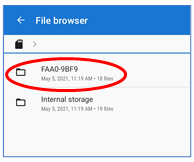 File browser
FAA0-9BF9
May 5, 2021, 11:19 AM • 18 files
Internal storage
May 5, 2021, 11:19 AM • 19 files